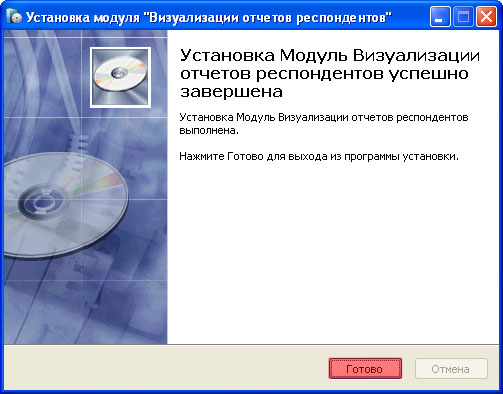 Установка модуля "Визуализации отчетов респондентов"
Установка Модуль Визуализации
отчетов респондентов успешно
завершена
Установка Модуль Визуализации отчетов респондентов
выполнена.
Нажмите Готово для выхода из программы установки.
Готово
Отмена